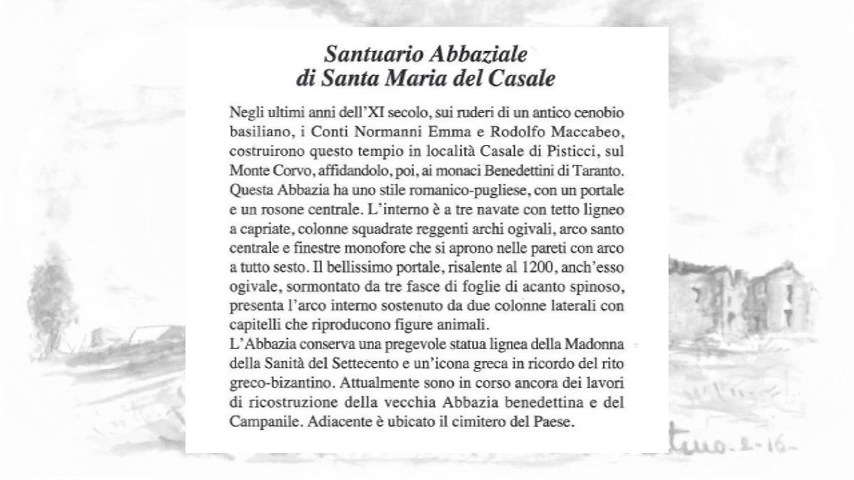 Santuario Abbaziale
di Santa Maria del Casale
Negli ultimi anni dell'XI secolo, sui ruderi di un antico cenobio
basiliano, i Conti Normanni Emma e Rodolfo Maccabeo,
costruirono questo tempio in località Casale di Pisticci, sul
Monte Corvo, affidandolo, poi, ai monaci Benedettini di Taranto.
Questa Abbazia ha uno stile romanico-pugliese, con un portale
e un rosone centrale. L'interno è a tre navate con tetto ligneo
a capriate, colonne squadrate reggenti archi ogivali, arco santo
centrale e finestre monofore che si aprono nelle pareti con arco
a tutto sesto. Il bellissimo portale, risalente al 1200, anch'esso
ogivale, sormontato da tre fasce di foglie di acanto spinoso,
presenta l'arco interno sostenuto da due colonne laterali con
capitelli che riproducono figure animali.
L'Abbazia conserva una pregevole statua lignea della Madonna
della Sanità del Settecento e un'icona greca in ricordo del rito
greco-bizantino. Attualmente sono in corso ancora dei lavori
di ricostruzione della vecchia Abbazia benedettina e del
Campanile. Adiacente è ubicato il cimitero del Paese.